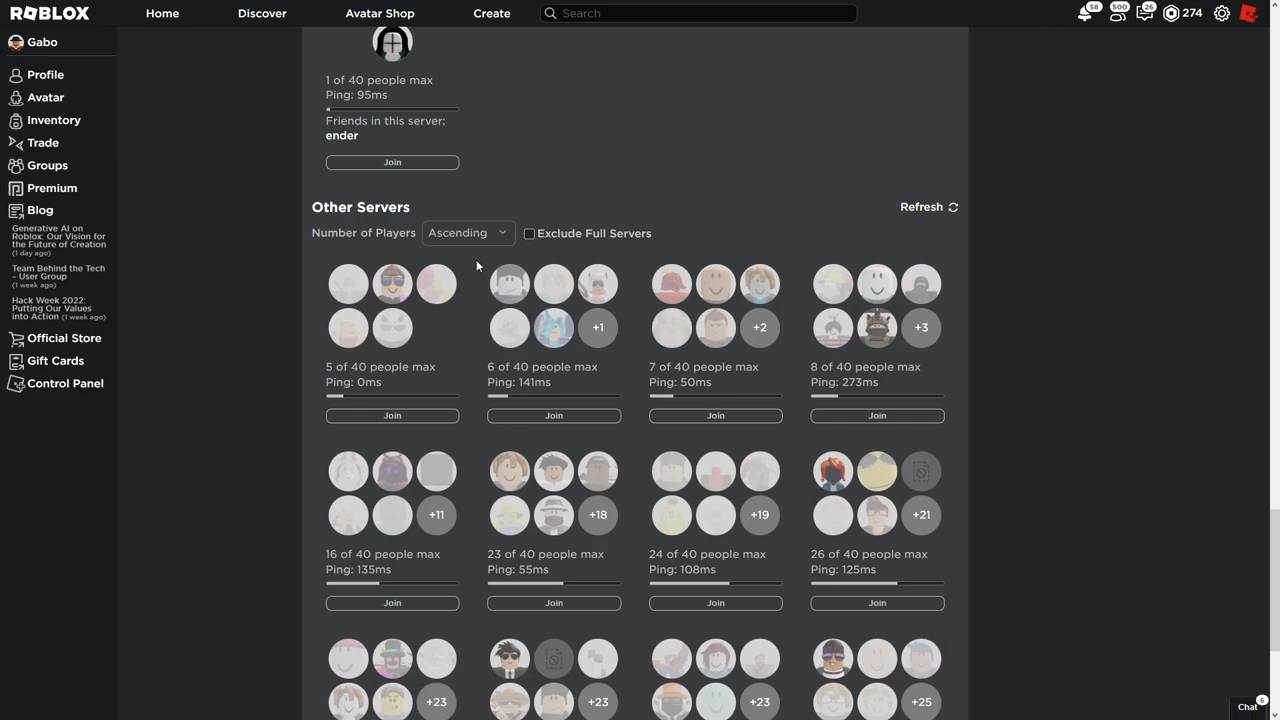 ROBLOX
Home
Discover
Avatar Shop
Create
Search
58
500
26
274
Gabo
Profile
Avatar
Inventory
Trade
Groups
Premium
Blog
Generative AI on
Roblox: Our Vision for
the Future of Creation
(1 day ago)
Team Behind the Tech
– User Group
(1 week ago)
Hack Week 2022:
Putting Our Values
into Action (1 week ago)
Official Store
Gift Cards
Control Panel
1 of 40 people max
Ping: 95ms
Friends in this server:
ender
Join
Other Servers
Refresh
Number of Players
Ascending
Exclude Full Servers
+1
+2
+3
5 of 40 people max
Ping: 0ms
Join
6 of 40 people max
Ping: 141ms
Join
7 of 40 people max
Ping: 50ms
Join
8 of 40 people max
Ping: 273ms
Join
+11
+18
+19
+21
16 of 40 people max
Ping: 135ms
Join
23 of 40 people max
Ping: 55ms
Join
24 of 40 people max
Ping: 108ms
Join
26 of 40 people max
Ping: 125ms
Join
+23
+23
+23
+25
Chat
6